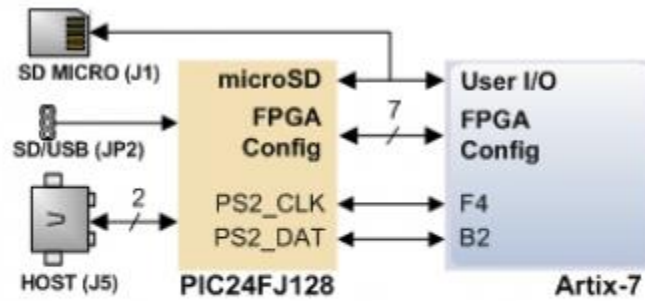 SD MICRO (J1)
SD/USB (JP2)
2
HOST (J5)
microSD
FPGA
Config
PS2_CLK
PS2_DAT
PIC24FJ128
7
User I/O
FPGA
Config
F4
B2
Artix-7